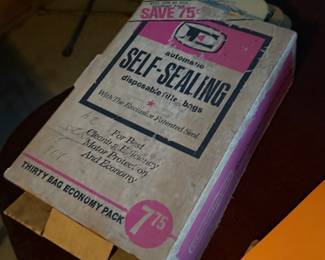 SAVE 75¢
automatic
SELF-SEALING
disposable filter bags
With The Exclusive Patented Seal
For Best
Cleaning Efficiency
Motor Protection
And Economy
THIRTY BAG ECONOMY PACK
7.75